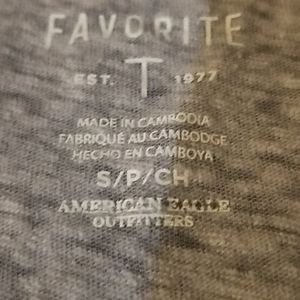 FAVORITE
EST. T 1977
MADE IN CAMBODIA
FABRIQUÉ AU CAMBODGE
HECHO EN CAMBOYA
S/P/CH
AMERICAN EAGLE
OUTFITTERS